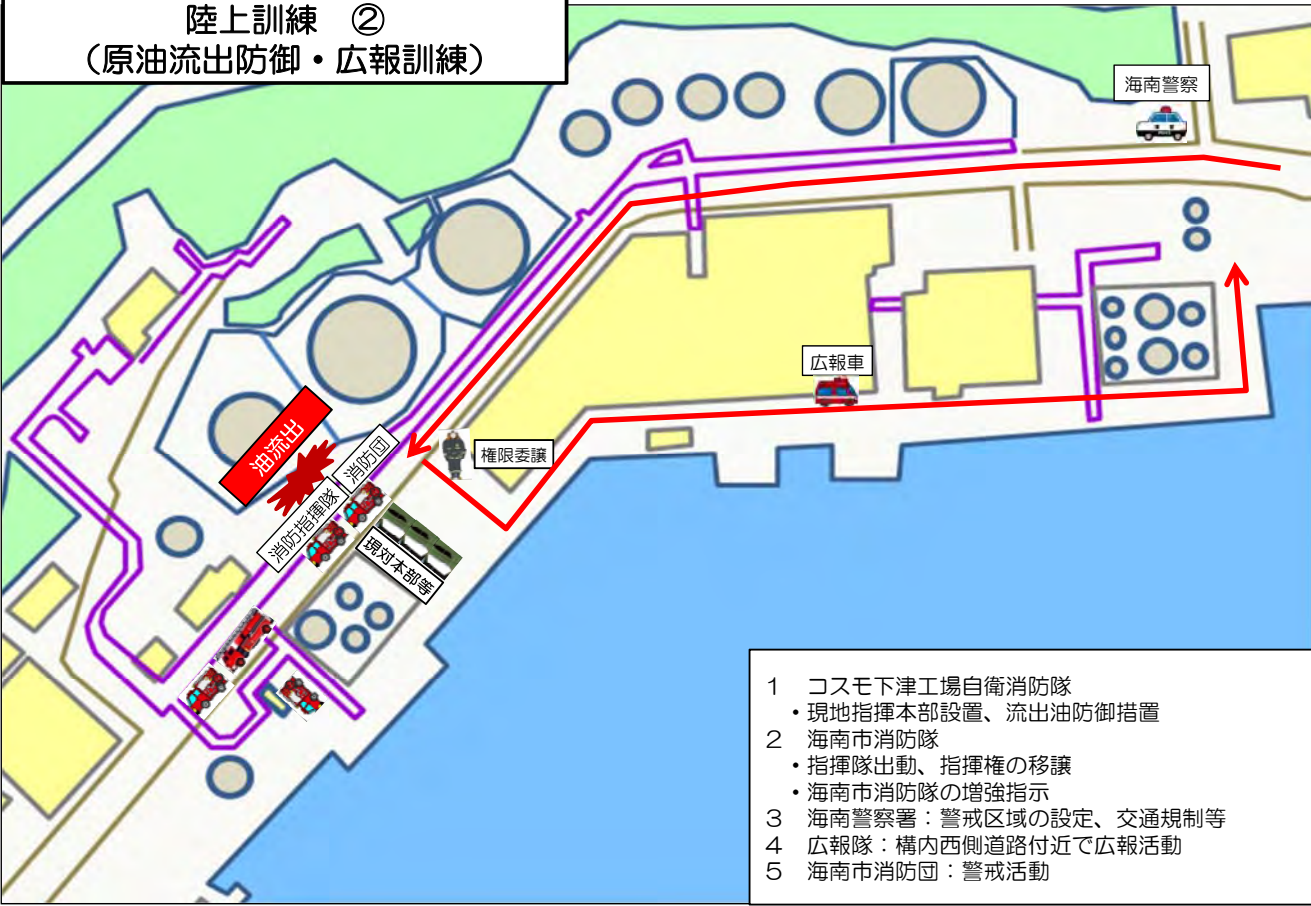 陸上訓練　②
（原油流出防御・広報訓練）
海南警察
広報車
権限委譲
油流出
消防団
消防指揮隊
現対本部等
１　コスモ下津工場自衛消防隊
・現地指揮本部設置、流出油防御措置
２　海南市消防隊
・指揮隊出動、指揮権の移譲
・海南市消防隊の増強指示
３　海南警察署：警戒区域の設定、交通規制等
４　広報隊：構内西側道路付近で広報活動
５　海南市消防団：警戒活動